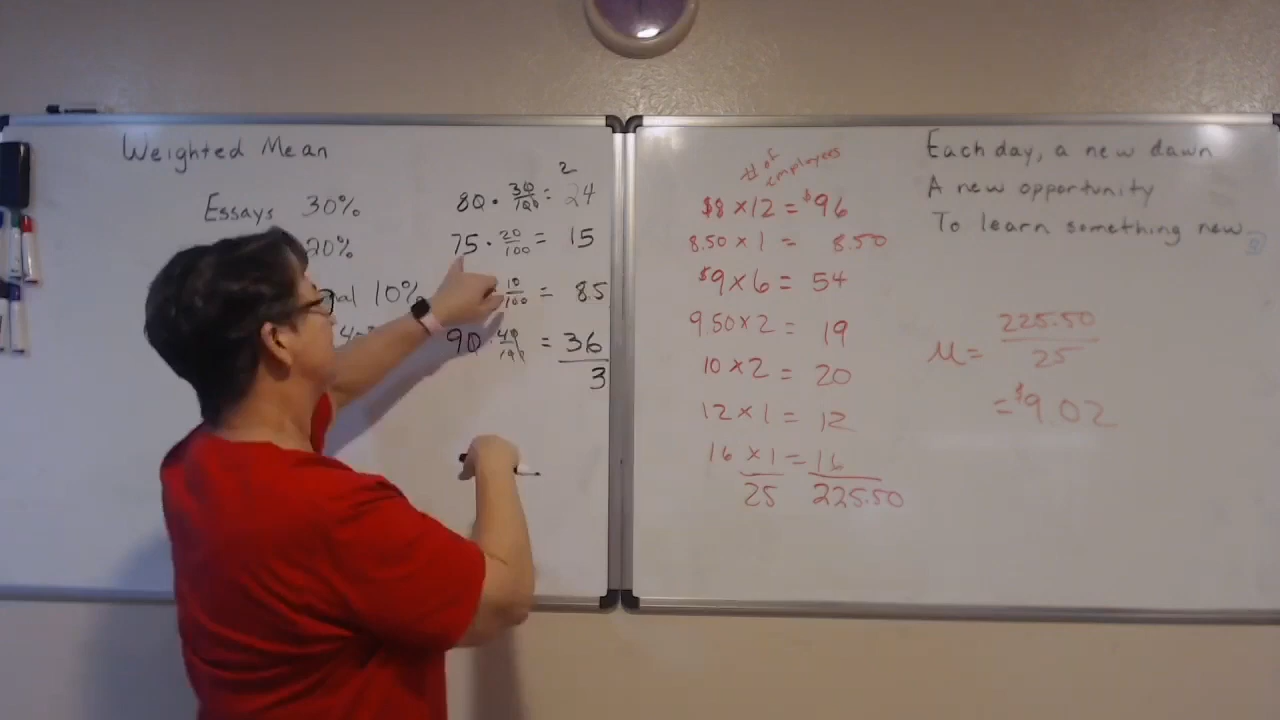 Weighted Mean
2
Essays 30% 80 · 30/100 = 24
20% 75 · 20/100 = 15
10% 10/100 = 8.5
90 · 40/100 = 36
3
# of employees
$8 × 12 = $96
8.50 × 1 = 8.50
$9 × 6 = 54
9.50 × 2 = 19
10 × 2 = 20
12 × 1 = 12
16 × 1 = 16
25 225.50
Each day, a new dawn
A new opportunity
To learn something new
μ = 225.50/25
= $9.02